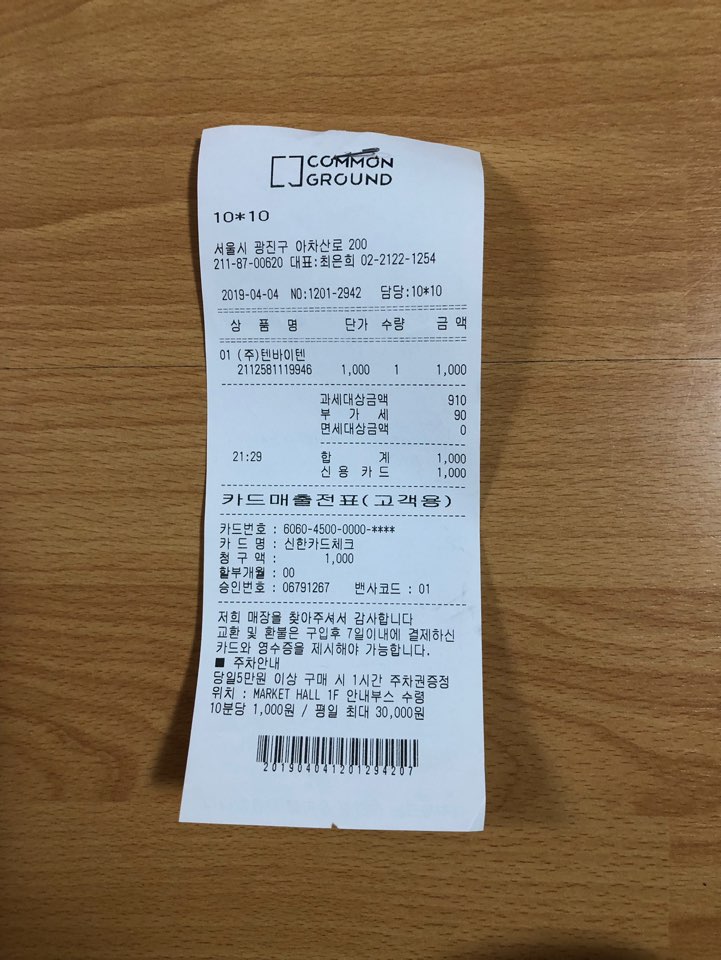 COMMON
GROUND
10*10
서울시 광진구 아차산로 200
211-87-00620 대표:최은희 02-2122-1254
2019-04-04 NO:1201-2942 담당:10*10
상 품 명 단가 수량 금 액
01 (주)텐바이텐
2112581119946 1,000 1 1,000
과세대상금액 910
부 가 세 90
면세대상금액 0
21:29 합 계 1,000
신 용 카 드 1,000
카드매출전표(고객용)
카드번호 : 6060-4500-0000-****
카 드 명 : 신한카드체크
청 구 액 : 1,000
할부개월 : 00
승인번호 : 06791267 밴사코드 : 01
저희 매장을 찾아주셔서 감사합니다
교환 및 환불은 구입후 7일이내에 결제하신
카드와 영수증을 제시해야 가능합니다.
■ 주차안내
당일5만원 이상 구매 시 1시간 주차권증정
위치 : MARKET HALL 1F 안내부스 수령
10분당 1,000원 / 평일 최대 30,000원
20190404120129420​7